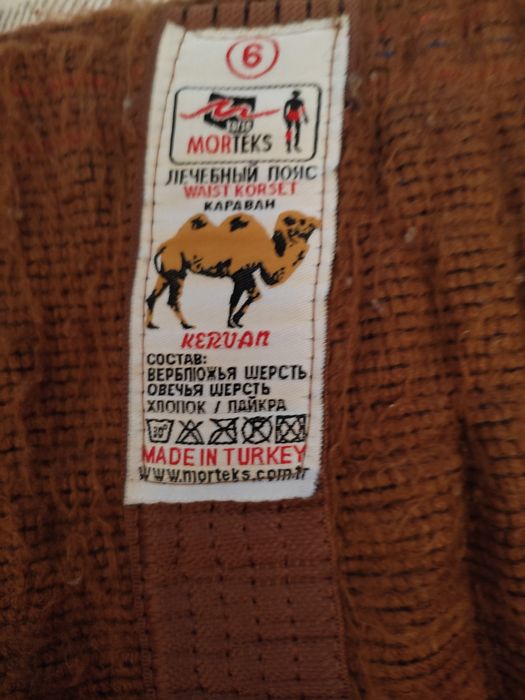 6
MORTEKS
ЛЕЧЕБНЫЙ ПОЯС
WAIST KORSET
КАРАВАН
KERVAN
СОСТАВ:
ВЕРБЛЮЖЬЯ ШЕРСТЬ
ОВЕЧЬЯ ШЕРСТЬ
ХЛОПОК / ЛАЙКРА
30°
MADE IN TURKEY
www.morteks.com.tr